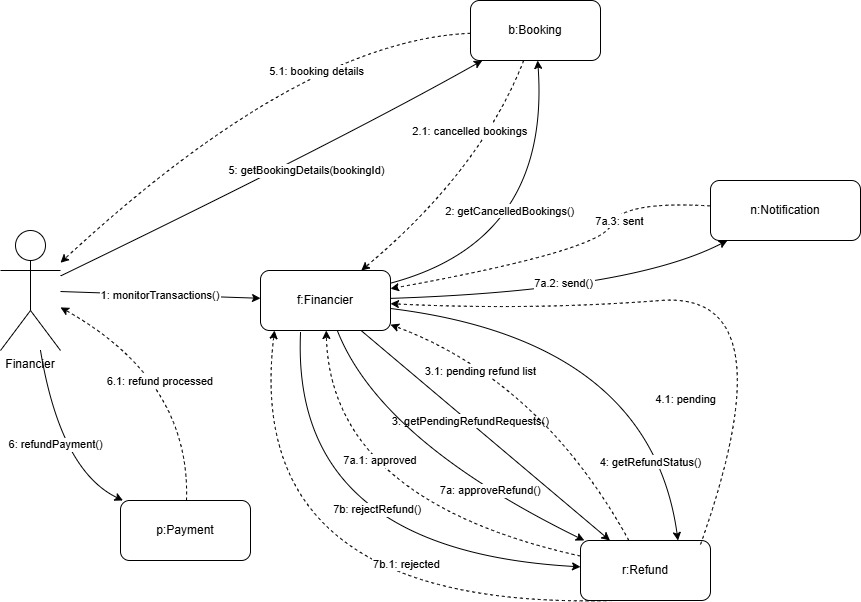 b:Booking
5.1: booking details
2.1: cancelled bookings
5: getBookingDetails(bookingId)
2: getCancelledBookings()
n:Notification
7a.3: sent
7a.2: send()
1: monitorTransactions()
f:Financier
Financier
6.1: refund processed
3.1: pending refund list
4.1: pending
3: getPendingRefundRequests()
6: refundPayment()
7a.1: approved
4: getRefundStatus()
7a: approveRefund()
7b: rejectRefund()
p:Payment
7b.1: rejected
r:Refund